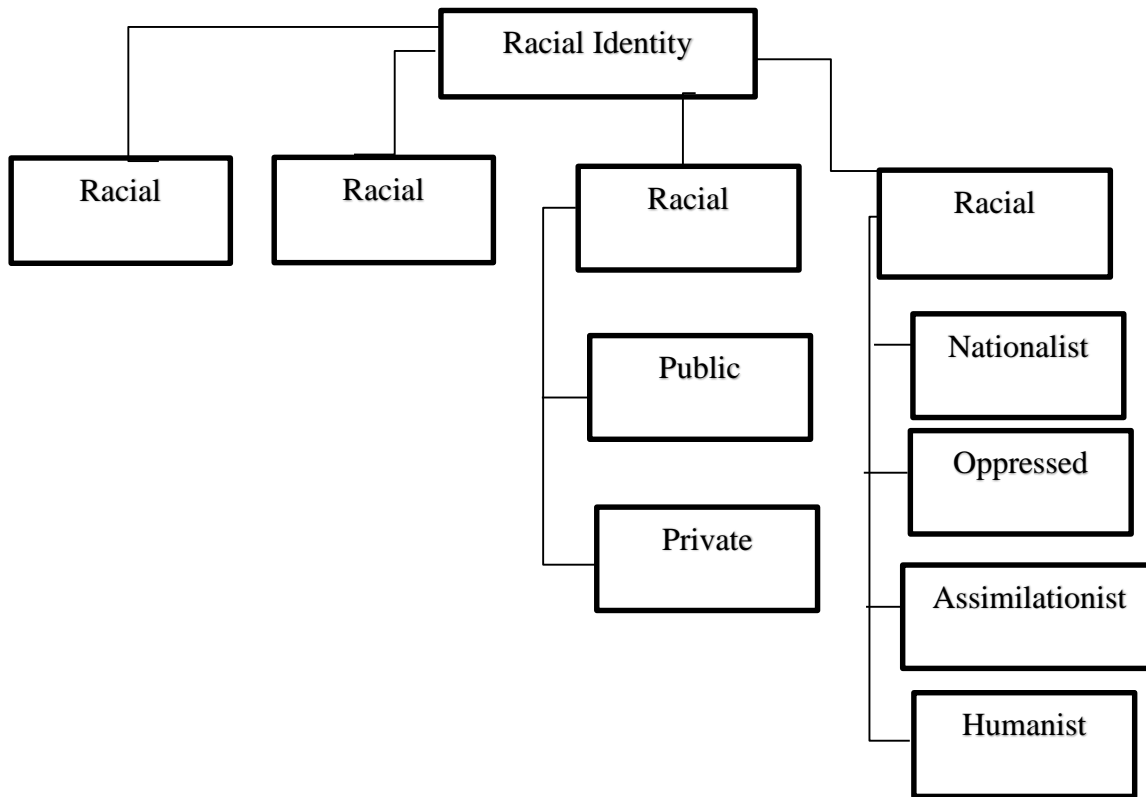 Racial Identity
Racial
Racial
Racial
Racial
Public
Private
Nationalist
Oppressed
Assimilationist
Humanist